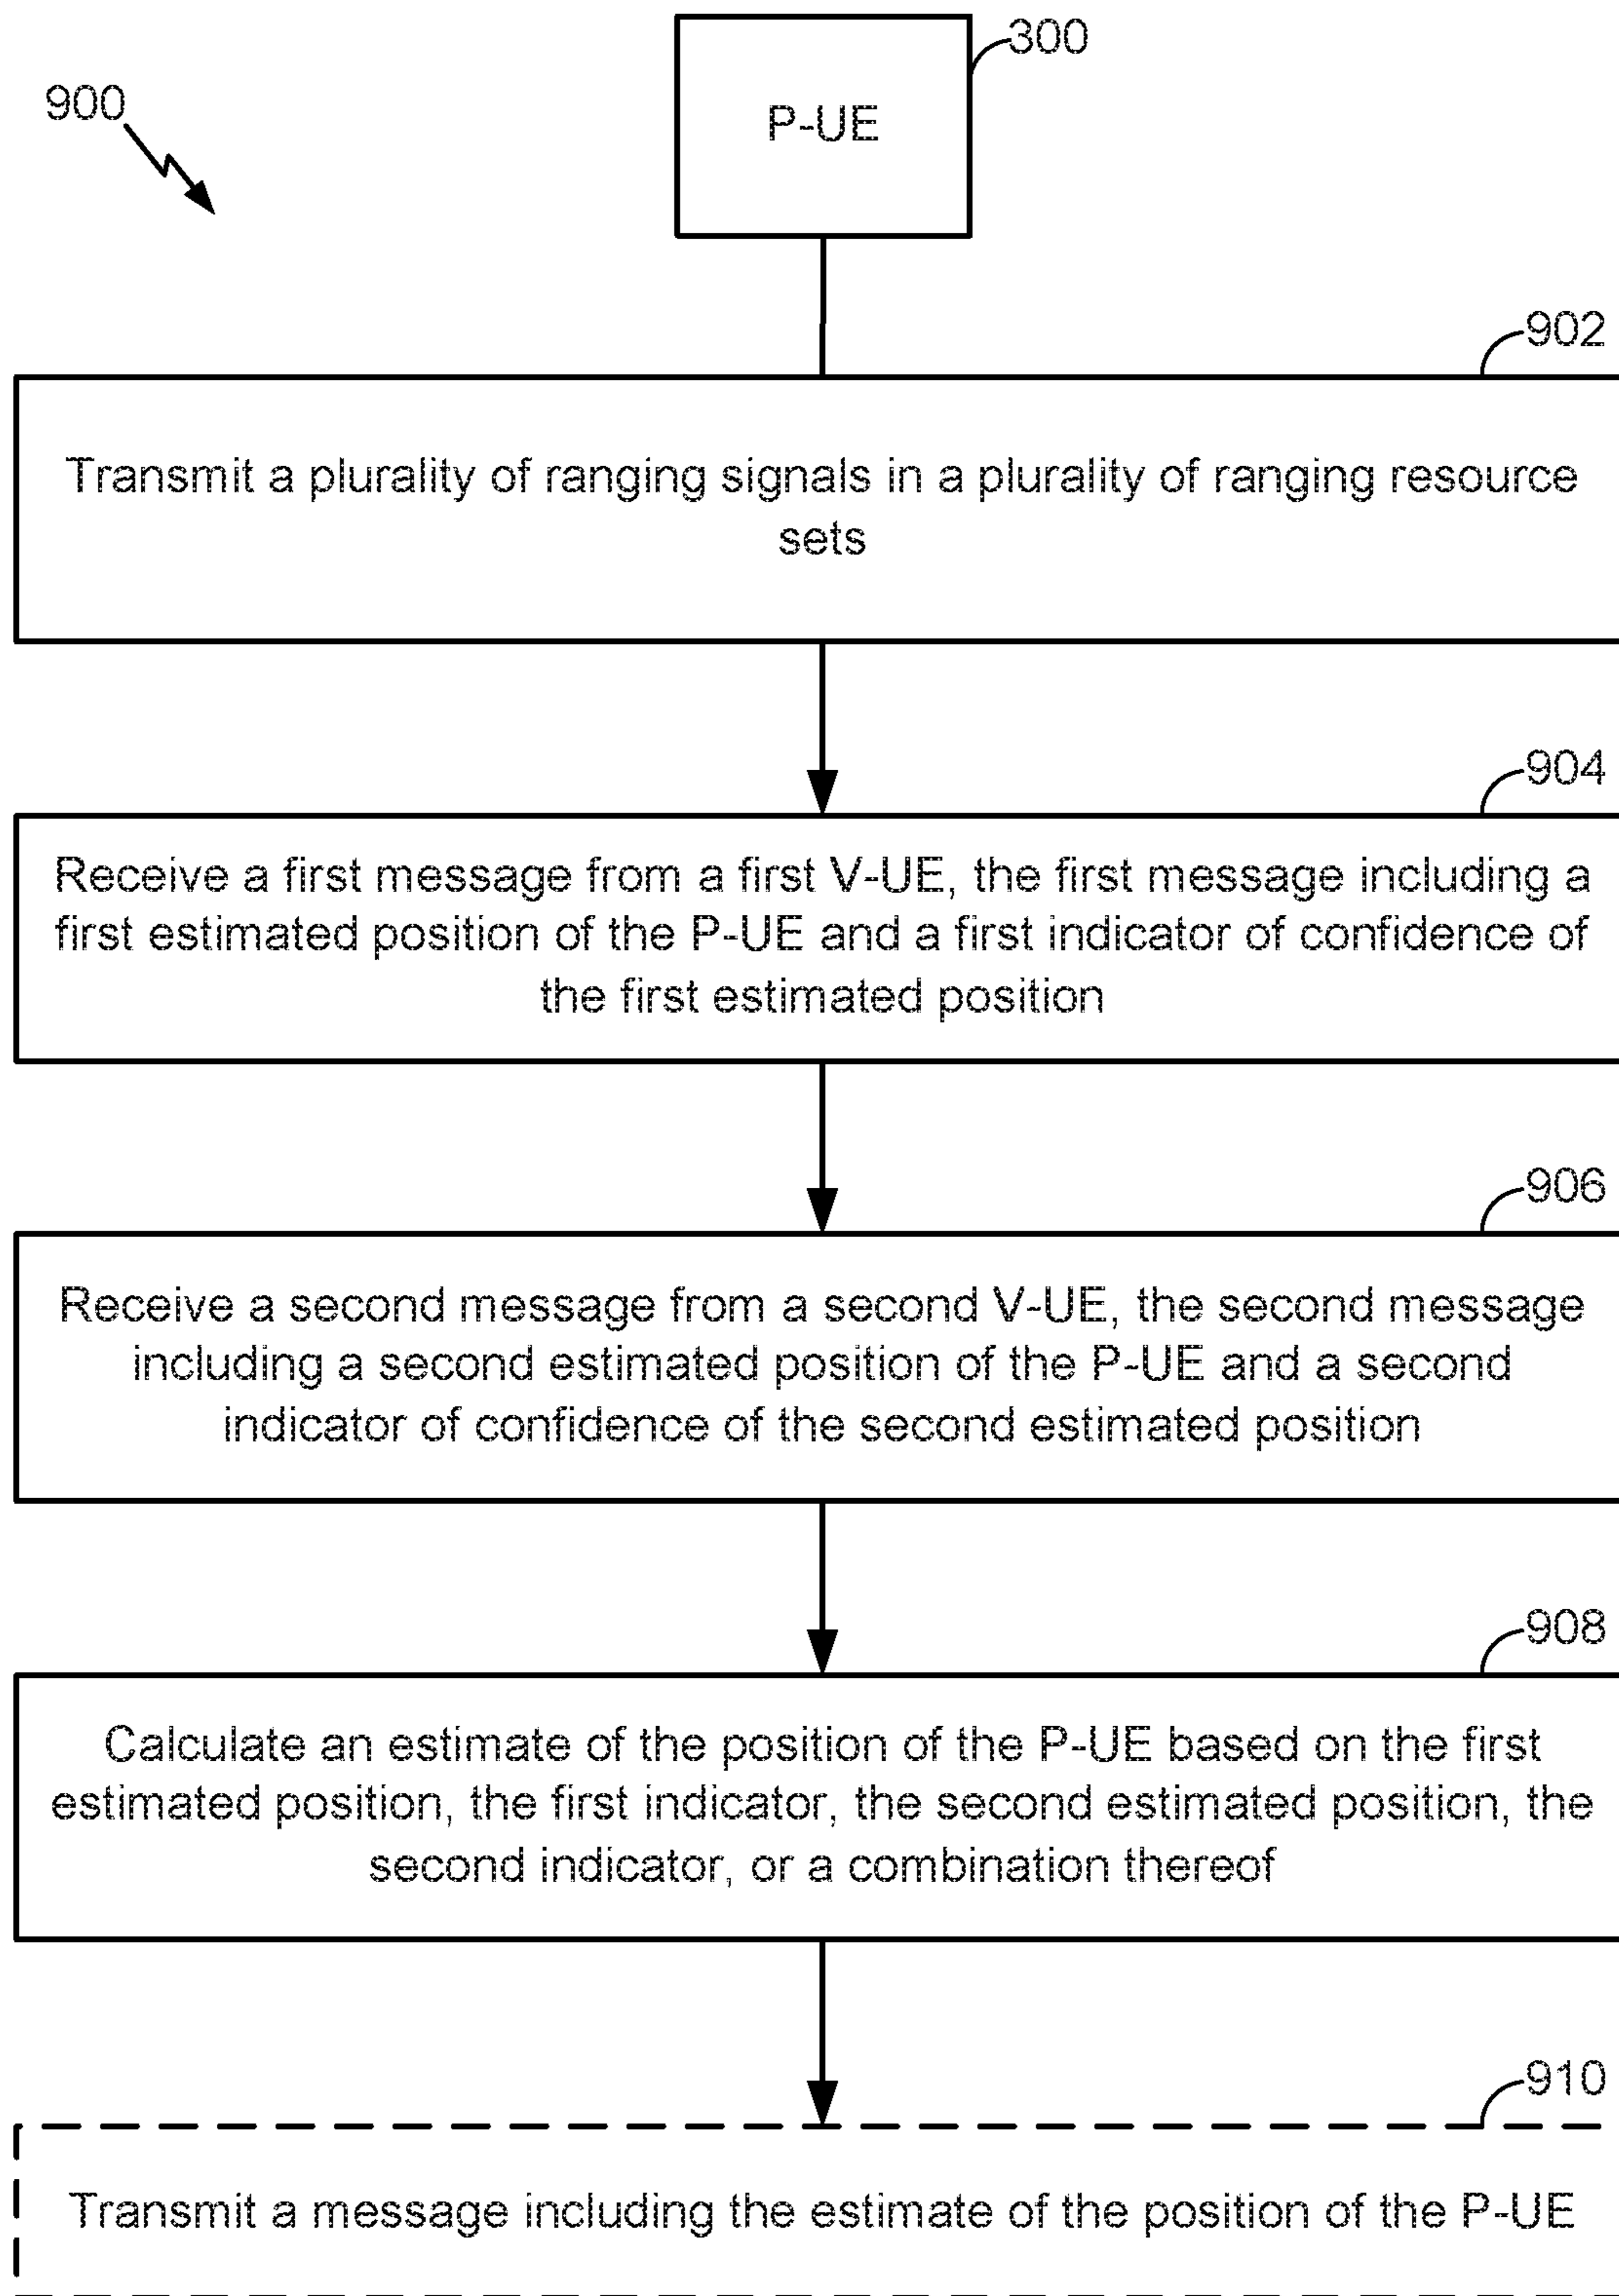 300
900
P-UE
902
Transmit a plurality of ranging signals in a plurality of ranging resource
sets
904
Receive a first message from a first V-UE, the first message including a
first estimated position of the P-UE and a first indicator of confidence of
the first estimated position
906
Receive a second message from a second V-UE, the second message
including a second estimated position of the P-UE and a second
indicator of confidence of the second estimated position
908
Calculate an estimate of the position of the P-UE based on the first
estimated position, the first indicator, the second estimated position, the
second indicator, or a combination thereof
910
Transmit a message including the estimate of the position of the P-UE